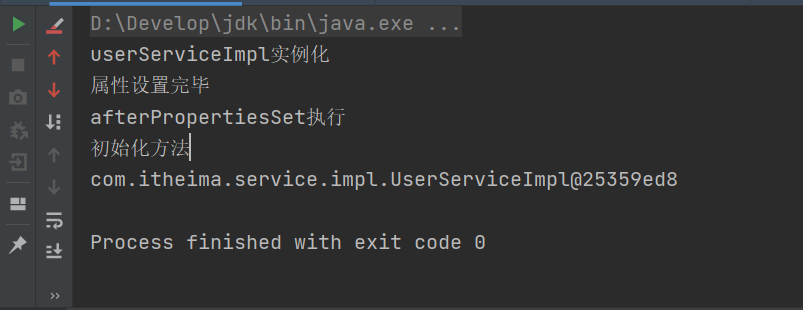 D:\Develop\jdk\bin\java.exe ...
userServiceImpl实例化
属性设置完毕
afterPropertiesSet执行
初始化方法
com.itheima.service.impl.UserServiceImpl@25359ed8
Process finished with exit code 0